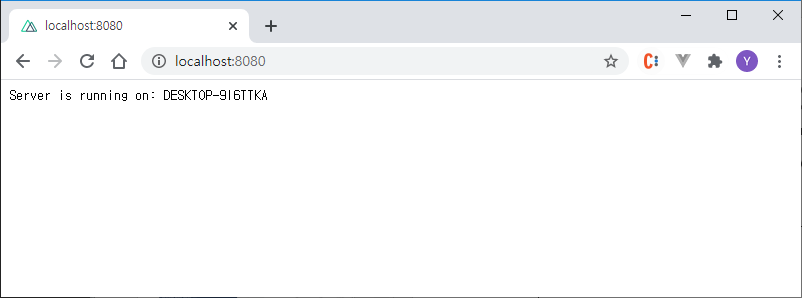 localhost:8080
localhost:8080
Y
Server is running on: DESKTOP-9I6TTKA